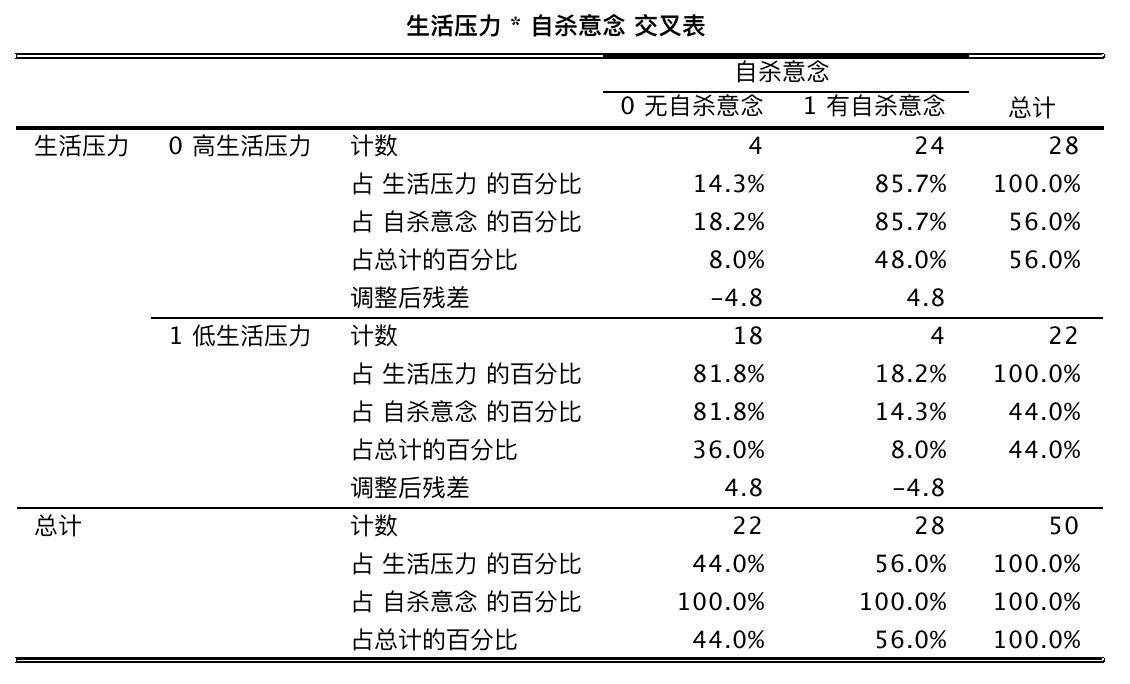 生活压力 * 自杀意念 交叉表
自杀意念
0 无自杀意念 1 有自杀意念 总计
生活压力 0 高生活压力 计数 4 24 28
占 生活压力 的百分比 14.3% 85.7% 100.0%
占 自杀意念 的百分比 18.2% 85.7% 56.0%
占总计的百分比 8.0% 48.0% 56.0%
调整后残差 –4.8 4.8
1 低生活压力 计数 18 4 22
占 生活压力 的百分比 81.8% 18.2% 100.0%
占 自杀意念 的百分比 81.8% 14.3% 44.0%
占总计的百分比 36.0% 8.0% 44.0%
调整后残差 4.8 –4.8
总计 计数 22 28 50
占 生活压力 的百分比 44.0% 56.0% 100.0%
占 自杀意念 的百分比 100.0% 100.0% 100.0%
占总计的百分比 44.0% 56.0% 100.0%